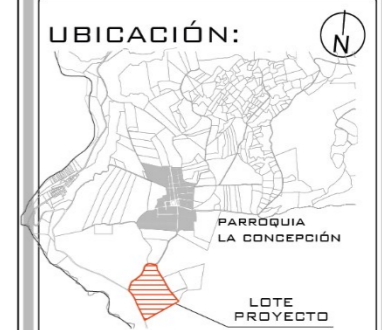 UBICACIÓN:
N
PARROQUIA
LA CONCEPCIÓN
LOTE
PROYECTO